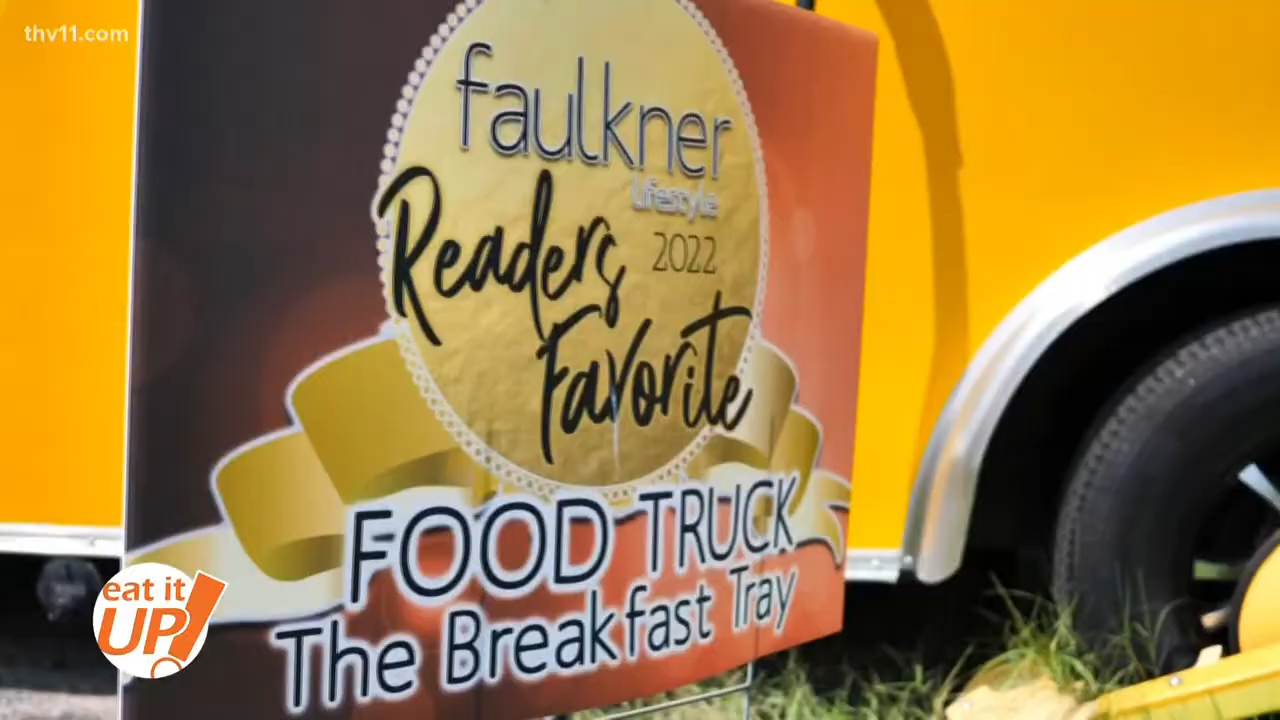 thv11.com
faulkner
Lifestyle
Readers
2022
Favorite
FOOD TRUCK
The Breakfast Tray
eat it
UP!